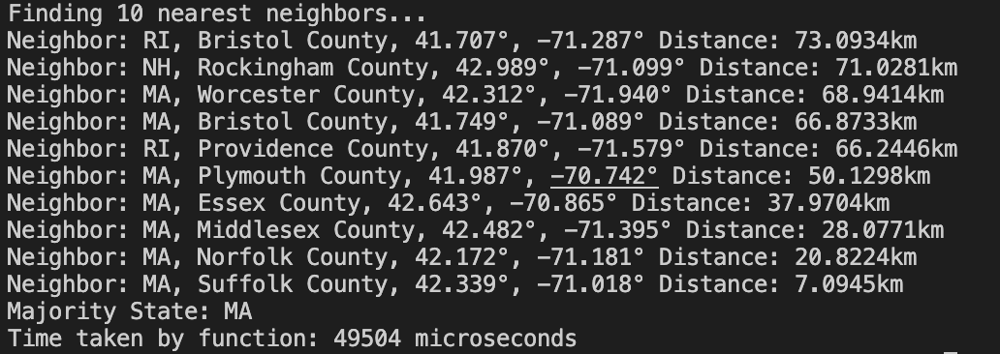 Finding 10 nearest neighbors...
Neighbor: RI, Bristol County, 41.707°, -71.287° Distance: 73.0934km
Neighbor: NH, Rockingham County, 42.989°, -71.099° Distance: 71.0281km
Neighbor: MA, Worcester County, 42.312°, -71.940° Distance: 68.9414km
Neighbor: MA, Bristol County, 41.749°, -71.089° Distance: 66.8733km
Neighbor: RI, Providence County, 41.870°, -71.579° Distance: 66.2446km
Neighbor: MA, Plymouth County, 41.987°, -70.742° Distance: 50.1298km
Neighbor: MA, Essex County, 42.643°, -70.865° Distance: 37.9704km
Neighbor: MA, Middlesex County, 42.482°, -71.395° Distance: 28.0771km
Neighbor: MA, Norfolk County, 42.172°, -71.181° Distance: 20.8224km
Neighbor: MA, Suffolk County, 42.339°, -71.018° Distance: 7.0945km
Majority State: MA
Time taken by function: 49504 microseconds